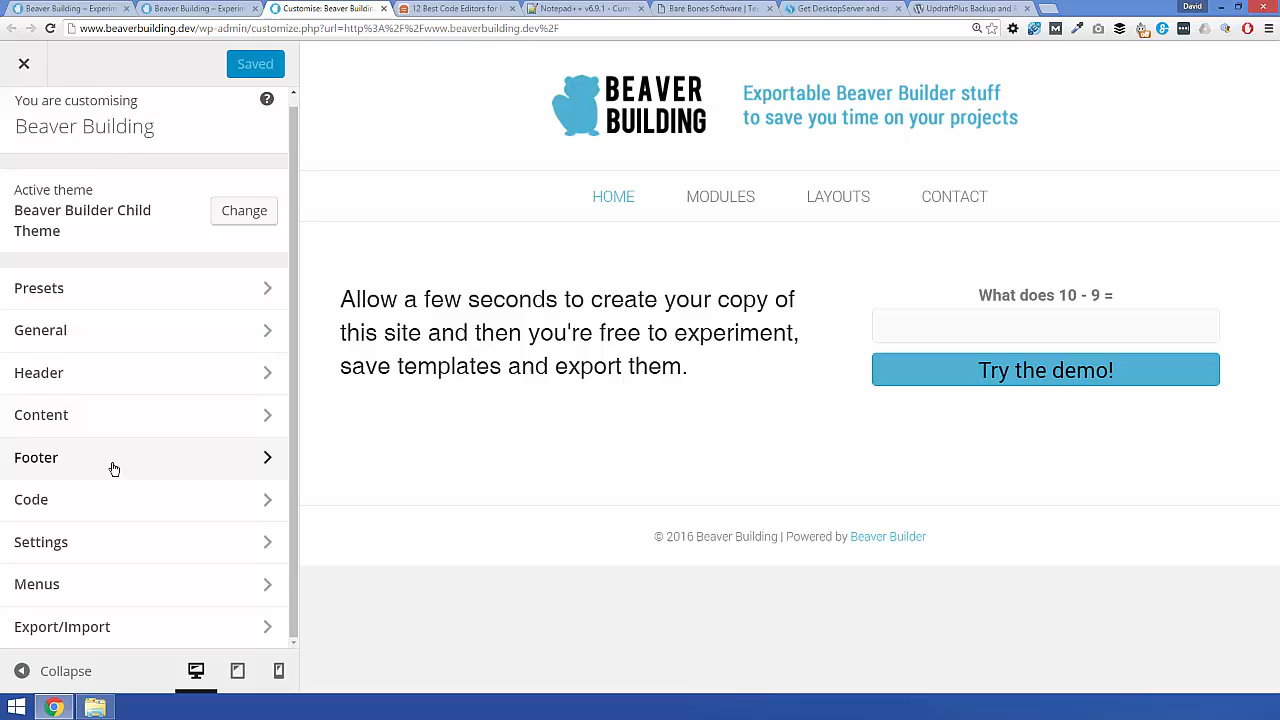 Beaver Building – Experim
Beaver Building – Experim
Customise: Beaver Buildin
12 Best Code Editors for
Notepad++ v6.9.1 - Curre
Bare Bones Software | Tex
Get DesktopServer and s
UpdraftPlus Backup and
David
www.beaverbuilding.dev/wp-admin/customize.php?url=http%3A%2F%2Fwww.beaverbuilding.dev%2F
Saved
You are customising
Beaver Building
Active theme
Beaver Builder Child
Theme
Change
Presets
General
Header
Content
Footer
Code
Settings
Menus
Export/Import
Collapse
BEAVER
BUILDING
Exportable Beaver Builder stuff
to save you time on your projects
HOME
MODULES
LAYOUTS
CONTACT
Allow a few seconds to create your copy of
this site and then you're free to experiment,
save templates and export them.
What does 10 - 9 =
Try the demo!
© 2016 Beaver Building | Powered by Beaver Builder